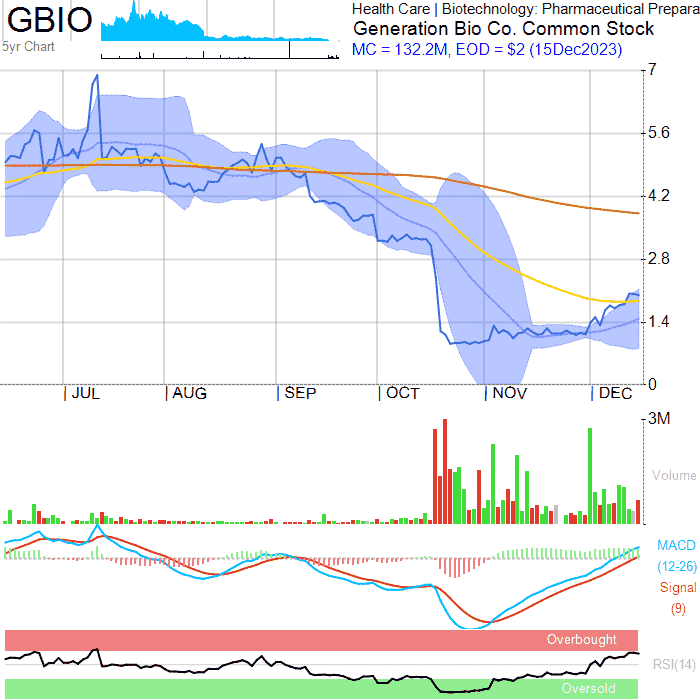 GBIO
5yr Chart
Health Care | Biotechnology: Pharmaceutical Prepara
Generation Bio Co. Common Stock
MC = 132.2M, EOD = $2 (15Dec2023)
7
5.6
4.2
2.8
1.4
0
| JUL | AUG | SEP | OCT | NOV | DEC
3M
Volume
MACD
(12-26)
Signal
(9)
Overbought
RSI(14)
Oversold